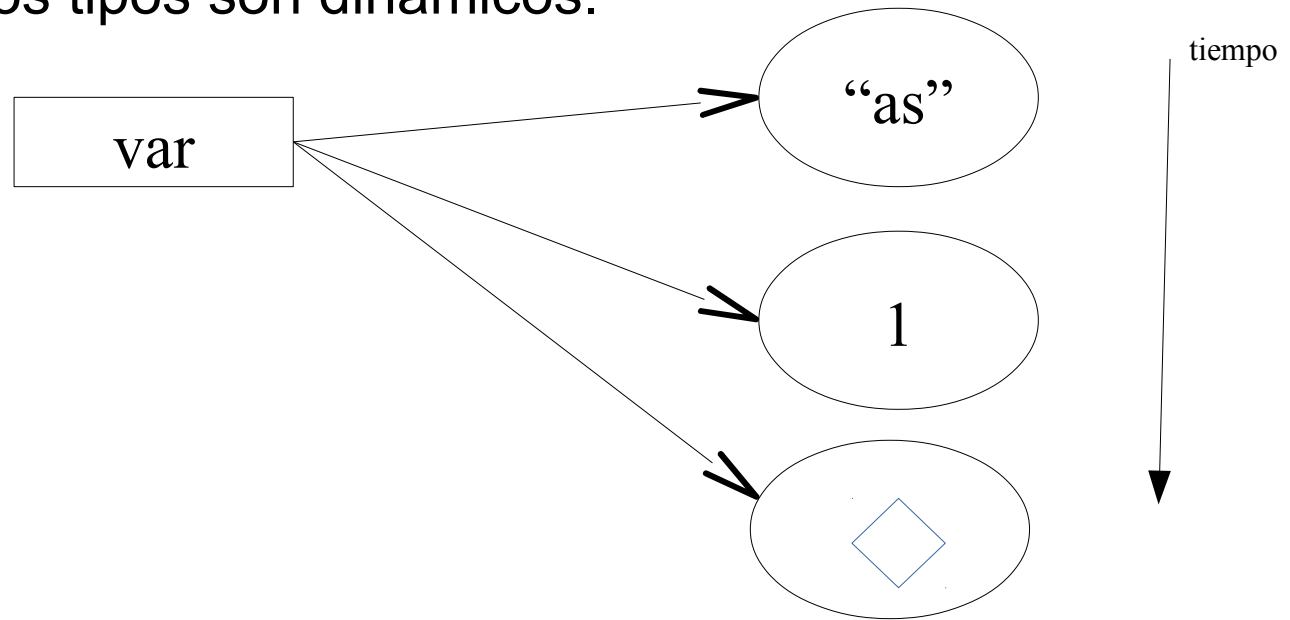 os tipos son dinámicos.
tiempo
“as”
var
1